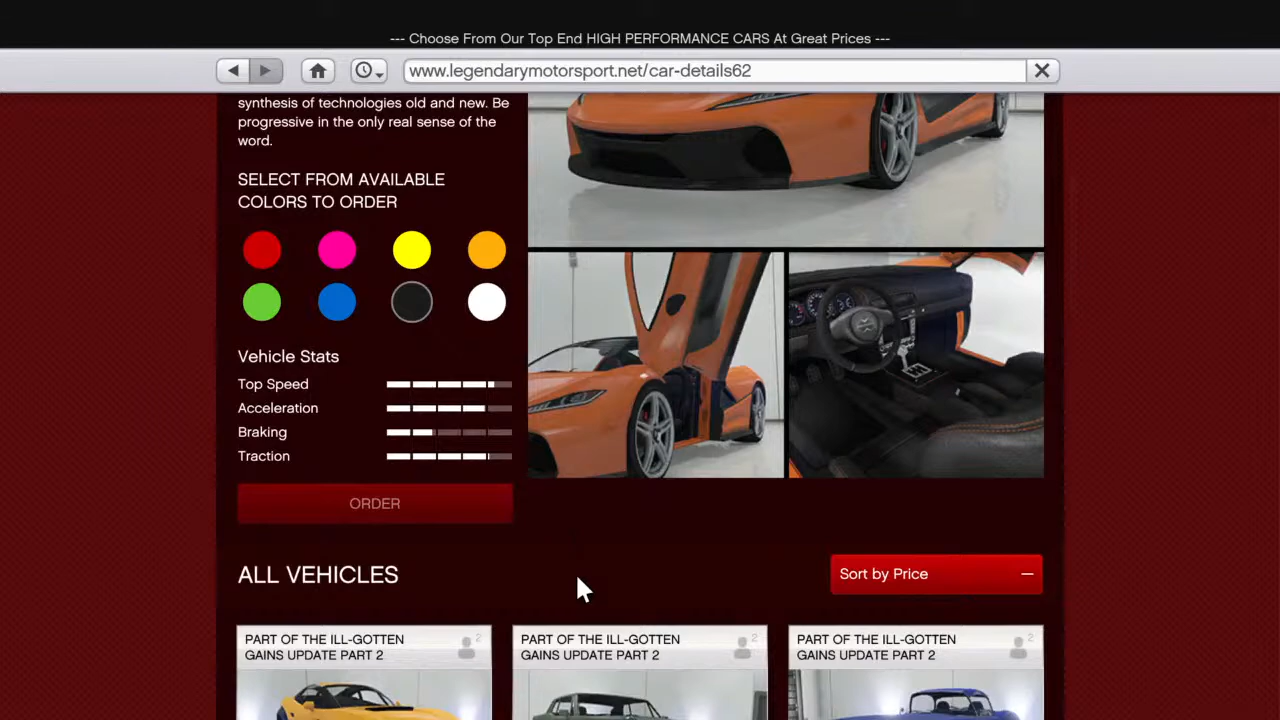 --- Choose From Our Top End HIGH PERFORMANCE CARS At Great Prices ---
www.legendarymotorsport.net/car-details62
synthesis of technologies old and new. Be
progressive in the only real sense of the
word.
SELECT FROM AVAILABLE
COLORS TO ORDER
Vehicle Stats
Top Speed
Acceleration
Braking
Traction
ORDER
ALL VEHICLES
Sort by Price
PART OF THE ILL-GOTTEN
GAINS UPDATE PART 2
2
PART OF THE ILL-GOTTEN
GAINS UPDATE PART 2
2
PART OF THE ILL-GOTTEN
GAINS UPDATE PART 2
2